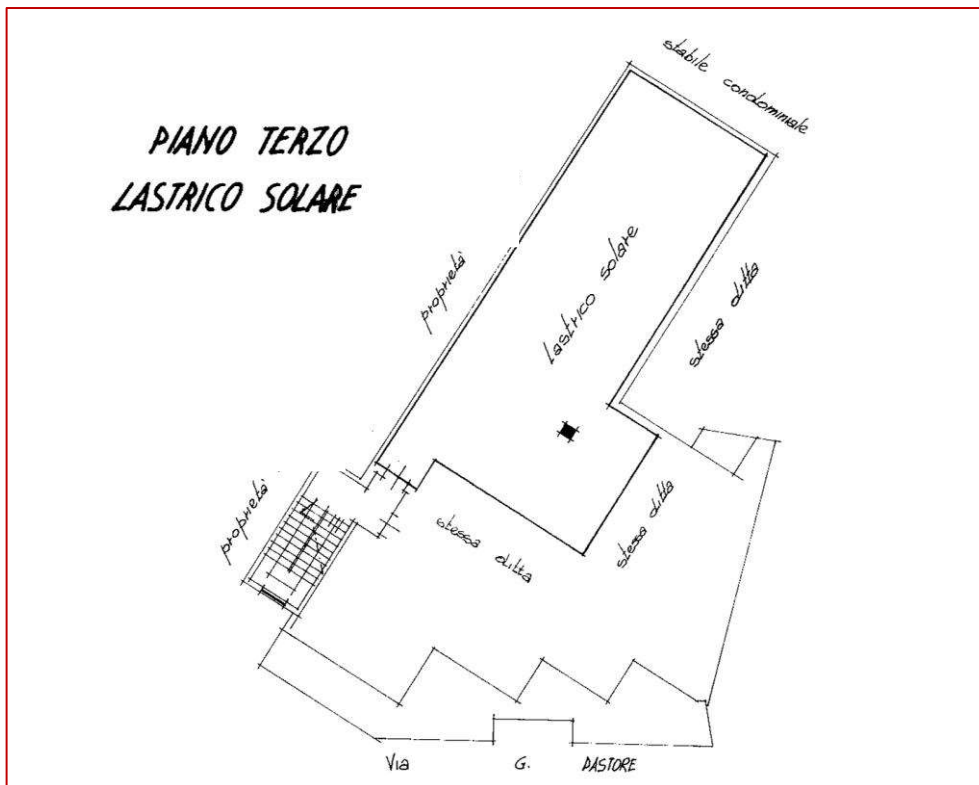 PIANO TERZO
LASTRICO SOLARE
stabile condominiale
proprietà
lastrico solare
stessa ditta
proprietà
stessa ditta
stessa ditta
Via G. PASTORE